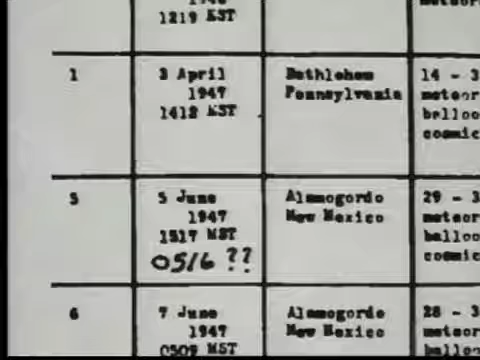 1219 EST
1
3 April
1947
1412 EST
Bethlehem
Pennsylvania
14 - 3
meteor
balloo
cosmic
5
5 June
1947
1517 MST
0516 ??
Alamogordo
New Mexico
29 - 3
meteor
balloo
cosmic
6
7 June
1947
0509 MST
Alamogordo
New Mexico
28 - 3
meteor
balloo